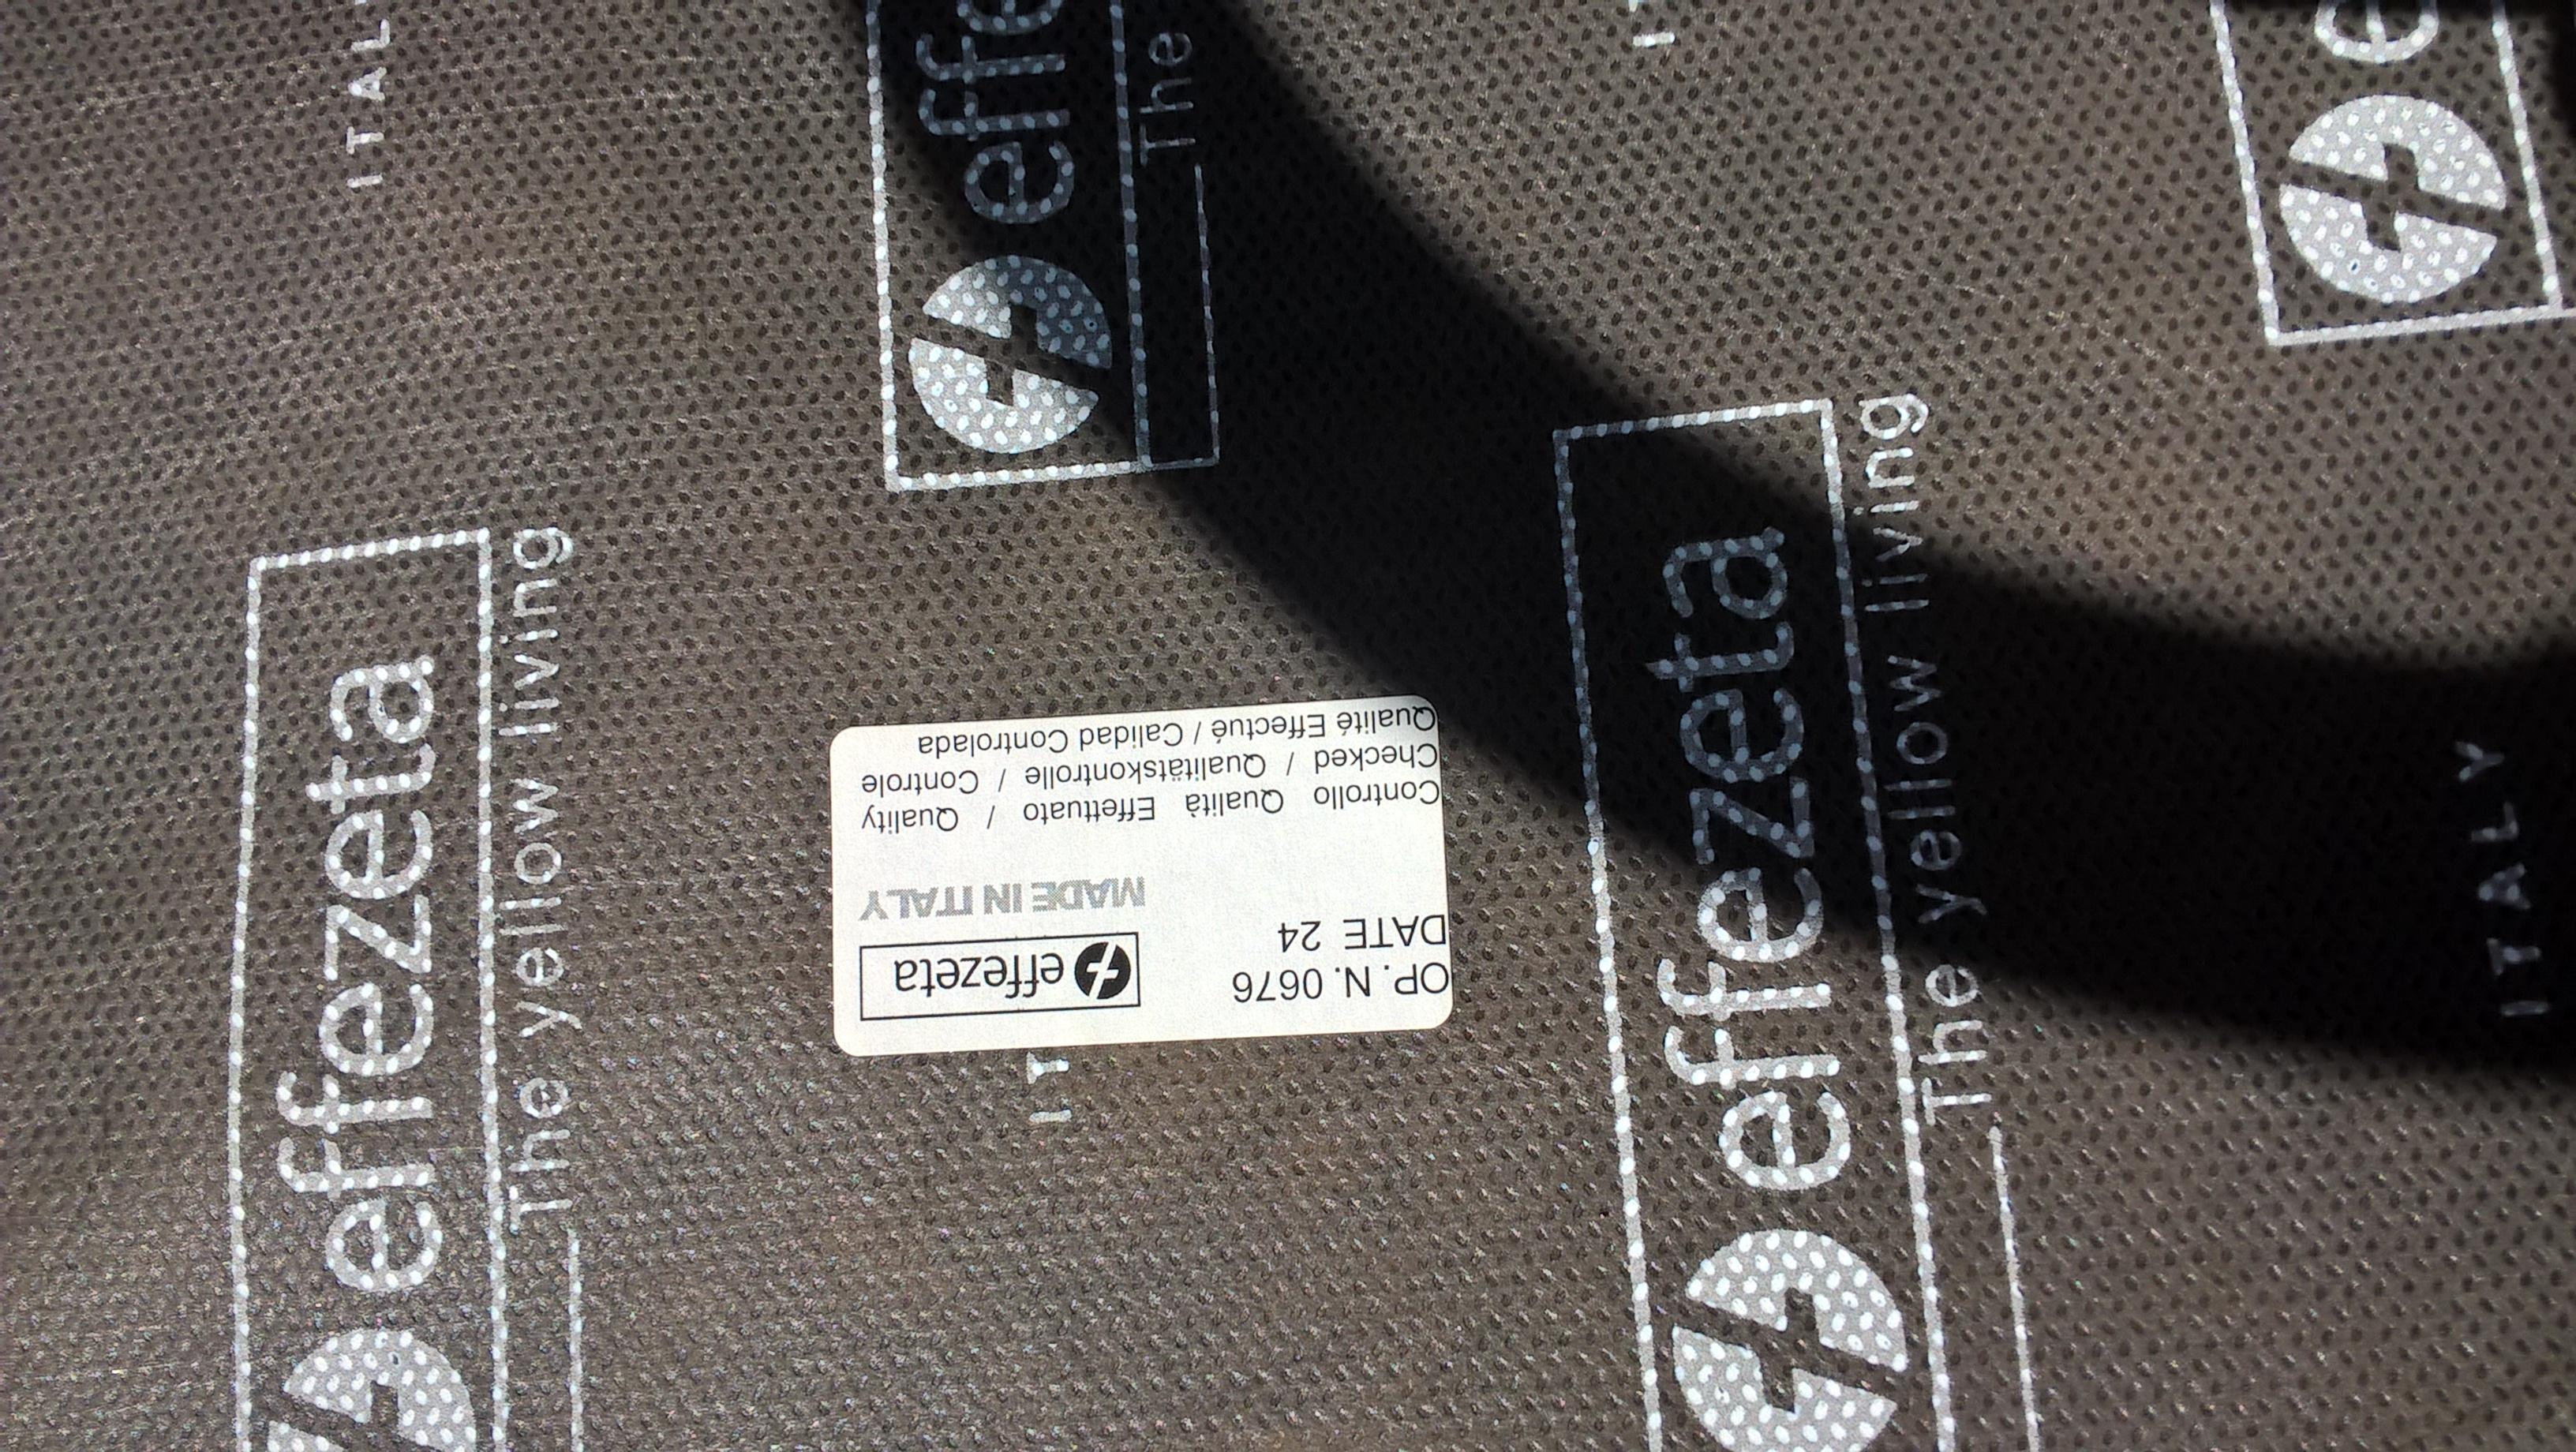 effezeta
The yellow living
ITAL
effe
The
IT
OP. N. 0676
DATE 24
effezeta
MADE IN ITALY
Controllo Qualità Effettuato / Quality
Checked / Qualitätskontrolle / Controle
Qualité Effectué / Calidad Controlada
effezeta
The yellow living
ITALY
e